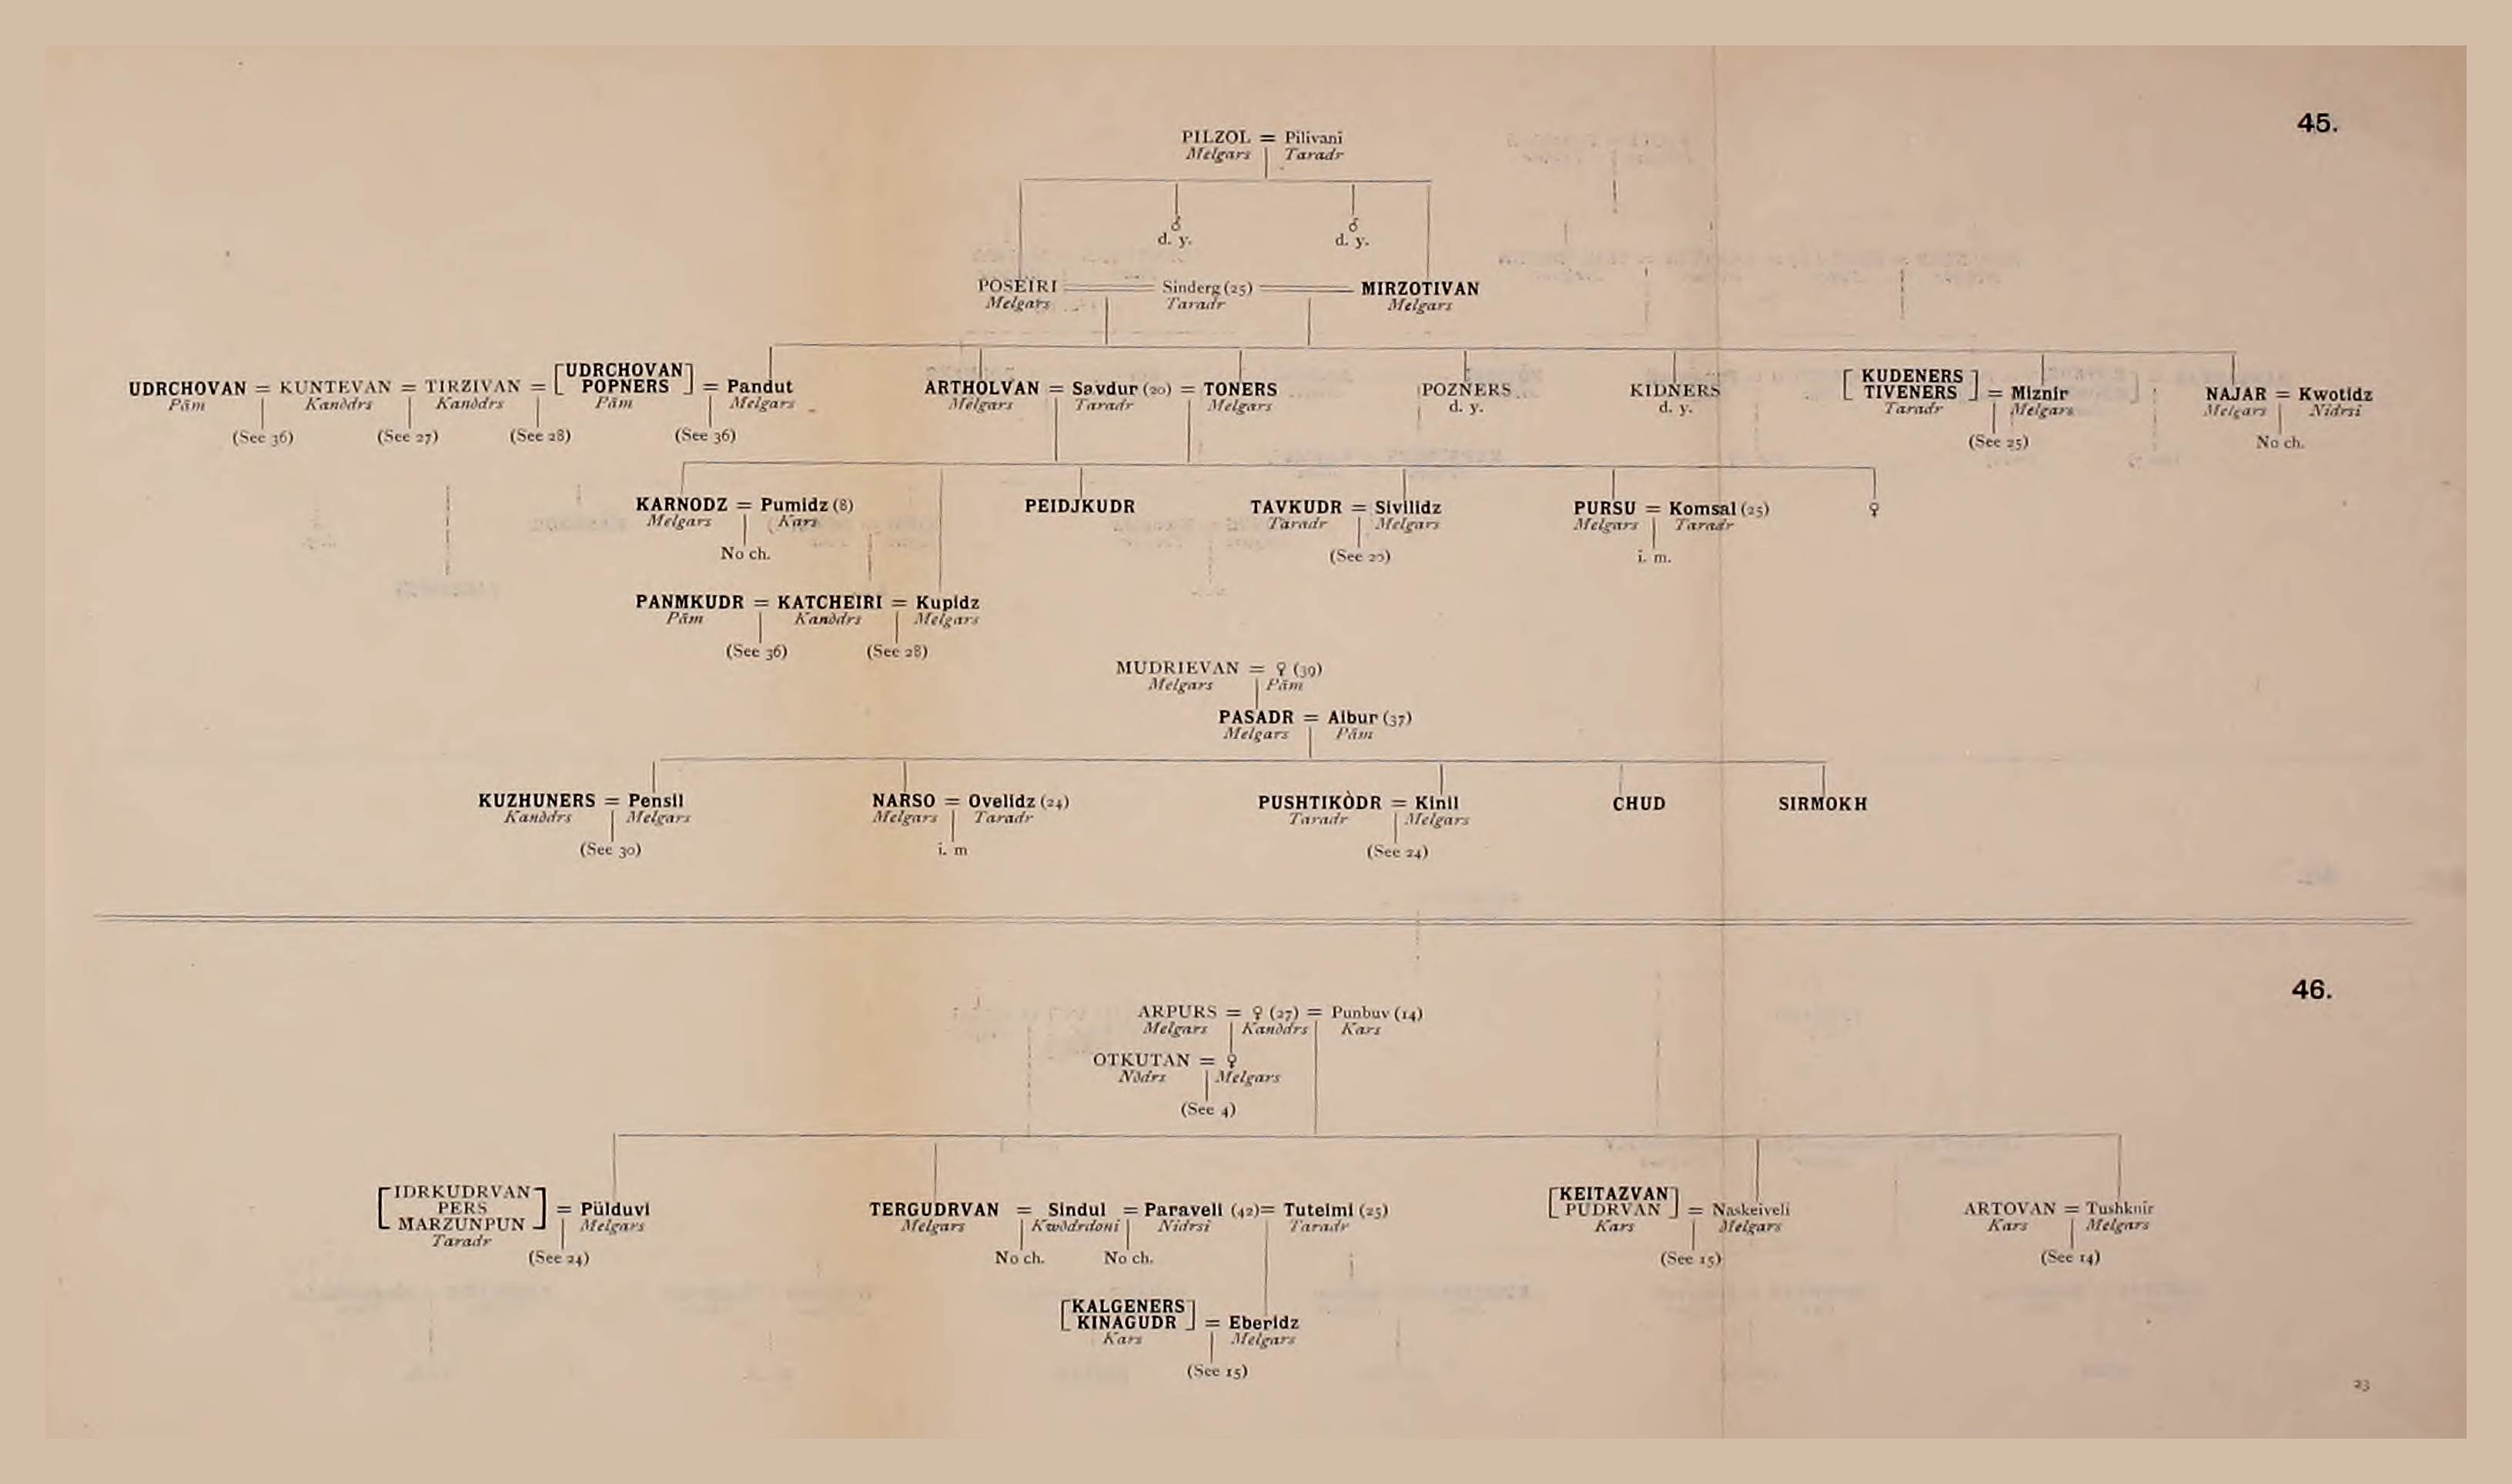 45.
PILZOL = Pilivani
Melgars Taradr
♂ ♂
d. y. d. y.
POSEIRI = Sinderg (25) = MIRZOTIVAN
Melgars Taradr Melgars
UDRCHOVAN = KUNTEVAN = TIRZIVAN = [UDRCHOVAN POPNERS] = Pandut
Pām Kanòdrs Kanòdrs Pām Melgars
(See 36) (See 27) (See 28) (See 36)
ARTHOLVAN = Savdur (20) = TONERS
Melgars Taradr Melgars
POZNERS
d. y.
KIDNERS
d. y.
[KUDENERS TIVENERS] = Miznir
Taradr Melgars
(See 25)
NAJAR = Kwotidz
Melgars Nidrsi
No ch.
KARNODZ = Pumidz (8)
Melgars Kars
No ch.
PEIDJKUDR
TAVKUDR = Sivilidz
Taradr Melgars
(See 20)
PURSU = Komsal (25)
Melgars Taradr
i. m.
♀
PANMKUDR = KATCHEIRI = Kupidz
Pām Kanòdrs Melgars
(See 36) (See 28)
MUDRIEVAN = ♀ (39)
Melgars Pām
PASADR = Albur (37)
Melgars Pām
KUZHUNERS = Pensil
Kanòdrs Melgars
(See 30)
NARSO = Ovelidz (24)
Melgars Taradr
i. m
PUSHTIKÒDR = Kinil
Taradr Melgars
(See 24)
CHUD
SIRMOKH
46.
ARPURS = ♀ (27) = Punbuv (14)
Melgars Kanòdrs Kars
OTKUTAN = ♀
Nòdrs Melgars
(See 4)
[IDRKUDRVAN
PERS
MARZUNPUN] = Pülduvi
Taradr Melgars
(See 24)
TERGUDRVAN = Sindul = Paraveli (42) = Tuteimi (25)
Melgars Kwòdrdoni Nidrsi Taradr
No ch. No ch.
[KEITAZVAN PUDRVAN] = Naskeiveli
Kars Melgars
(See 15)
ARTOVAN = Tushknir
Kars Melgars
(See 14)
[KALGENERS KINAGUDR] = Eberidz
Kars Melgars
(See 15)
23